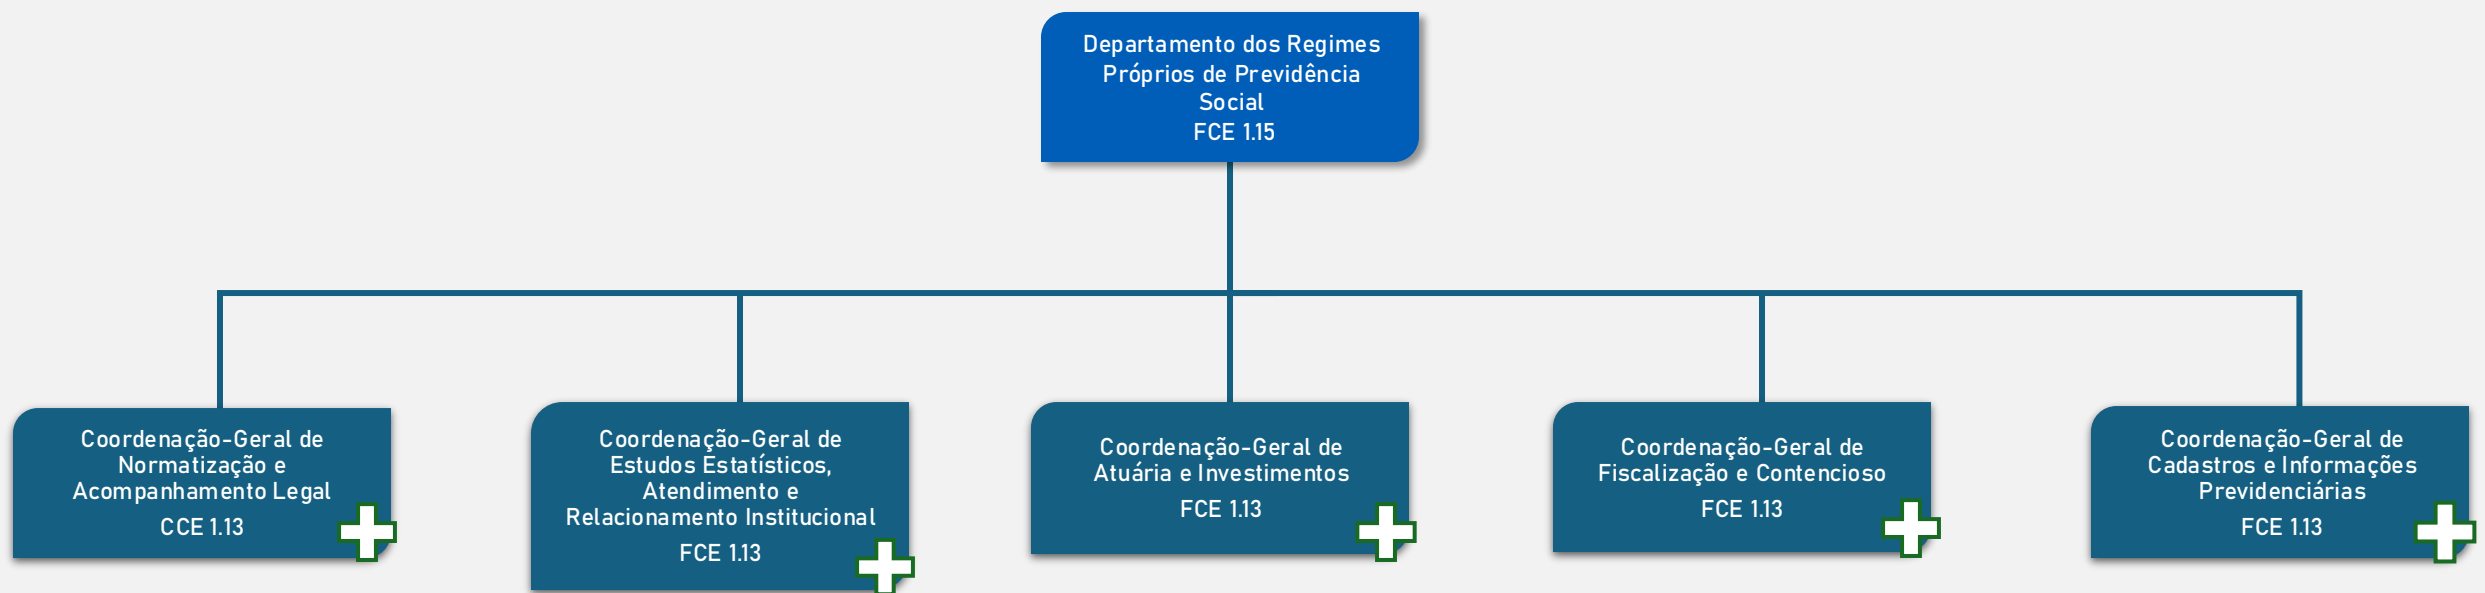 Departamento dos Regimes
Próprios de Previdência
Social
FCE 1.15
Coordenação-Geral de
Normatização e
Acompanhamento Legal
CCE 1.13
Coordenação-Geral de
Estudos Estatísticos,
Atendimento e
Relacionamento Institucional
FCE 1.13
Coordenação-Geral de
Atuária e Investimentos
FCE 1.13
Coordenação-Geral de
Fiscalização e Contencioso
FCE 1.13
Coordenação-Geral de
Cadastros e Informações
Previdenciárias
FCE 1.13